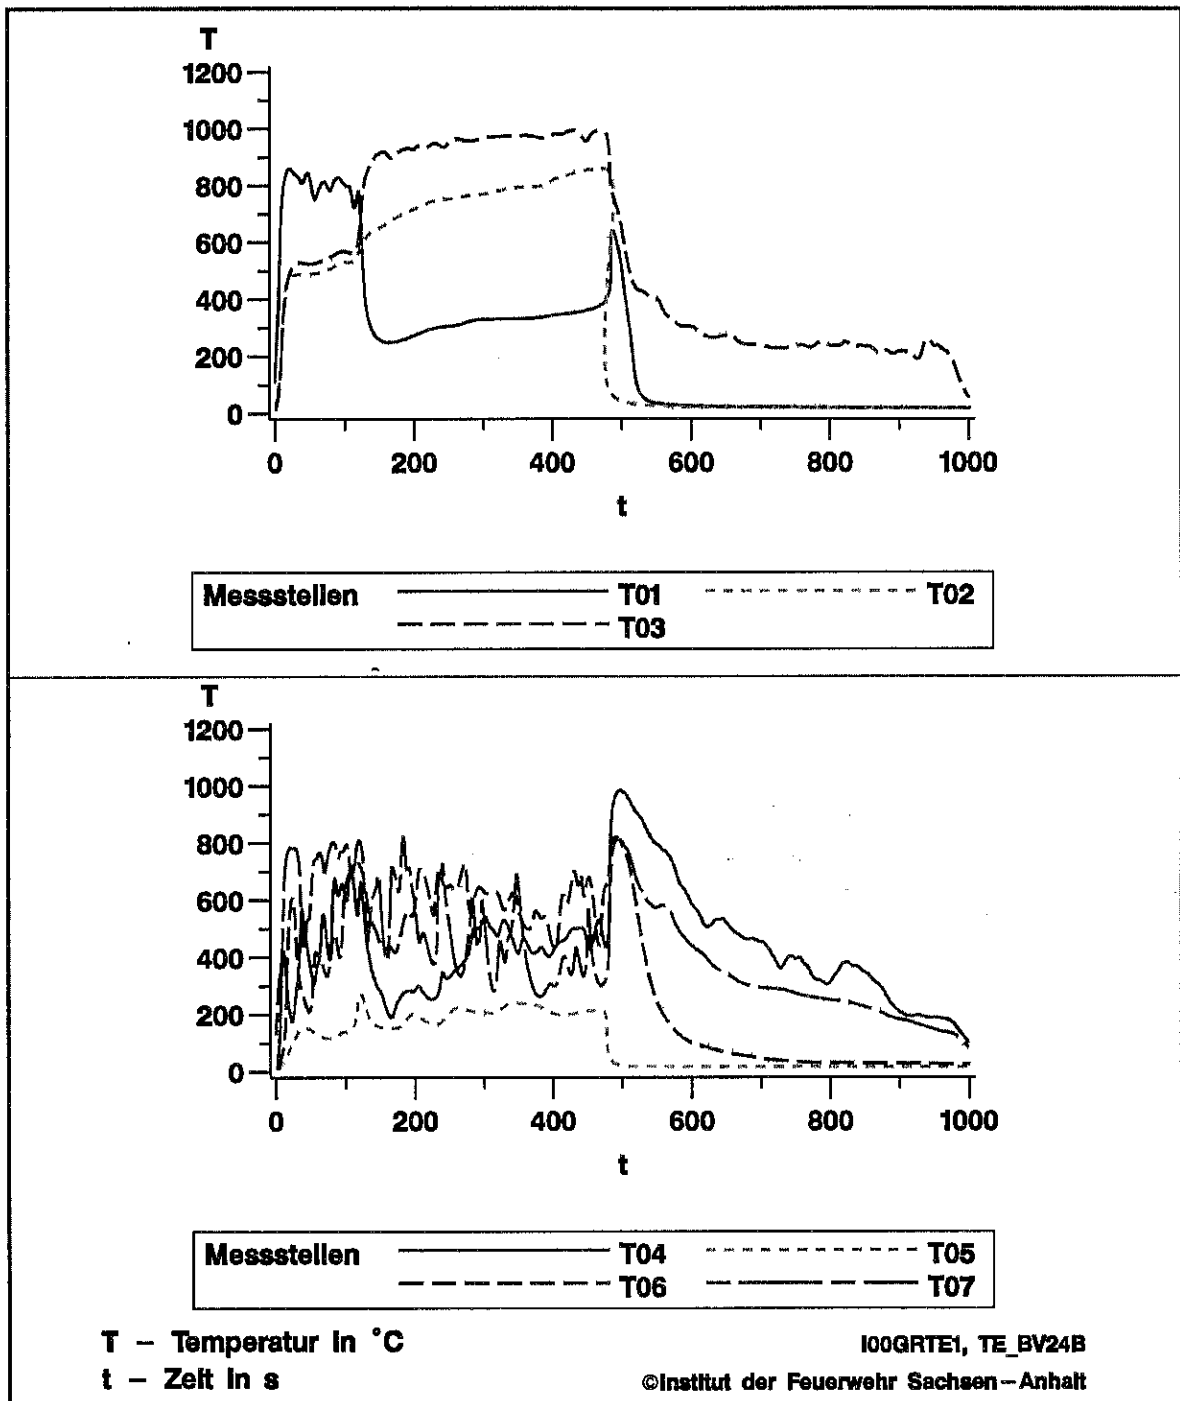 T
1200
1000
800
600
400
200
0
0 200 400 600 800 1000
t
Messstellen T01 T02
T03
T
1200
1000
800
600
400
200
0
0 200 400 600 800 1000
t
Messstellen T04 T05
T06 T07
T – Temperatur in °C I00GRTE1, TE_BV24B
t – Zeit in s ©Institut der Feuerwehr Sachsen–Anhalt